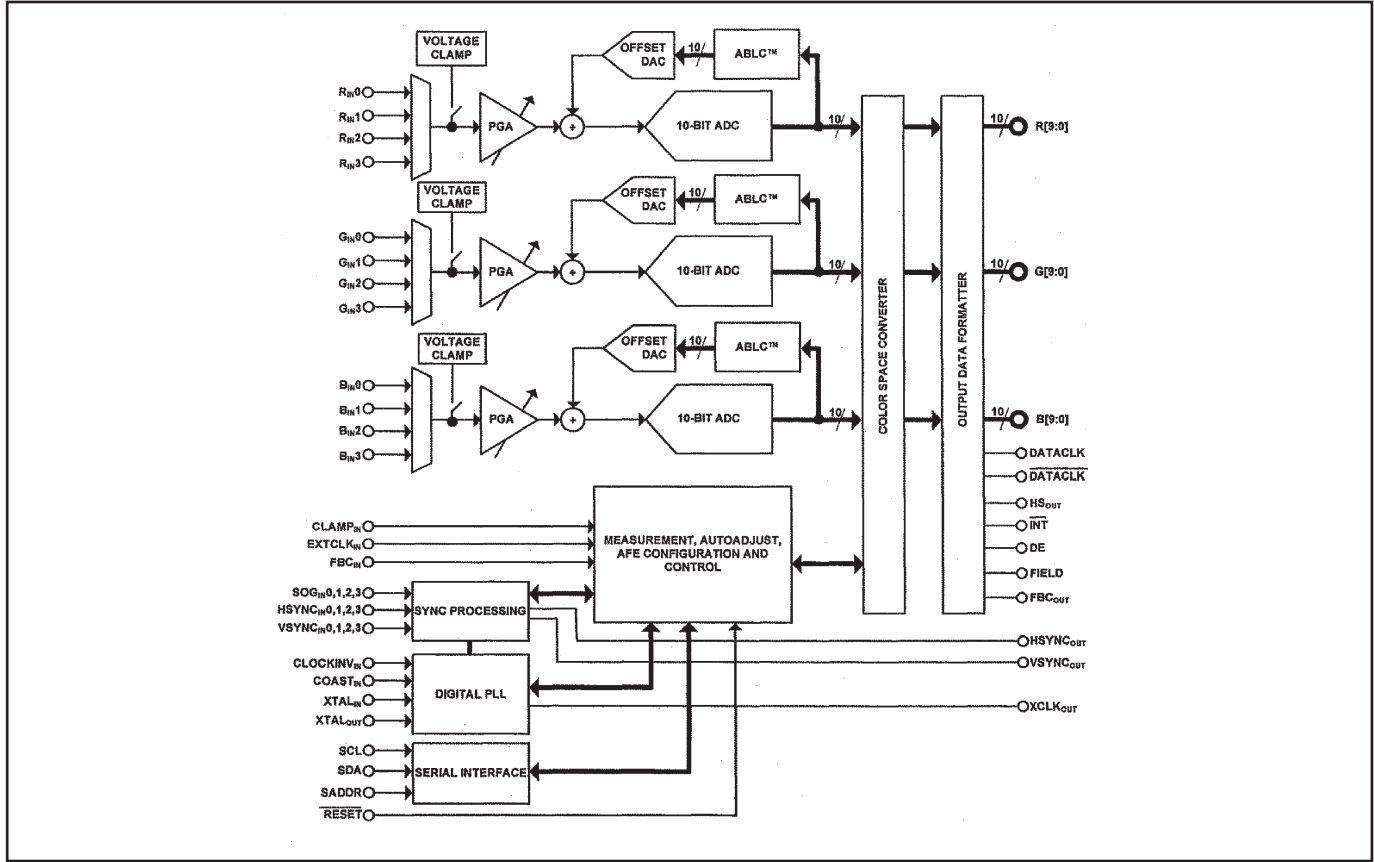 VOLTAGE
CLAMP
OFFSET
DAC
10/
ABLC™
RIN0
RIN1
RIN2
RIN3
PGA
+
10-BIT ADC
10/
10/
R[9:0]
VOLTAGE
CLAMP
OFFSET
DAC
10/
ABLC™
GIN0
GIN1
GIN2
GIN3
PGA
+
10-BIT ADC
10/
10/
G[9:0]
VOLTAGE
CLAMP
OFFSET
DAC
10/
ABLC™
BIN0
BIN1
BIN2
BIN3
PGA
+
10-BIT ADC
10/
10/
B[9:0]
COLOR SPACE CONVERTER
OUTPUT DATA FORMATTER
DATACLK
DATACLK
HSOUT
INT
DE
FIELD
FBCOUT
HSYNCOUT
VSYNCOUT
XCLKOUT
CLAMPIN
EXTCLKIN
FBCIN
MEASUREMENT, AUTOADJUST,
AFE CONFIGURATION AND
CONTROL
SOGIN0,1,2,3
HSYNCIN0,1,2,3
VSYNCIN0,1,2,3
SYNC PROCESSING
CLOCKINVIN
COASTIN
XTALIN
XTALOUT
DIGITAL PLL
SCL
SDA
SADDR
SERIAL INTERFACE
RESET